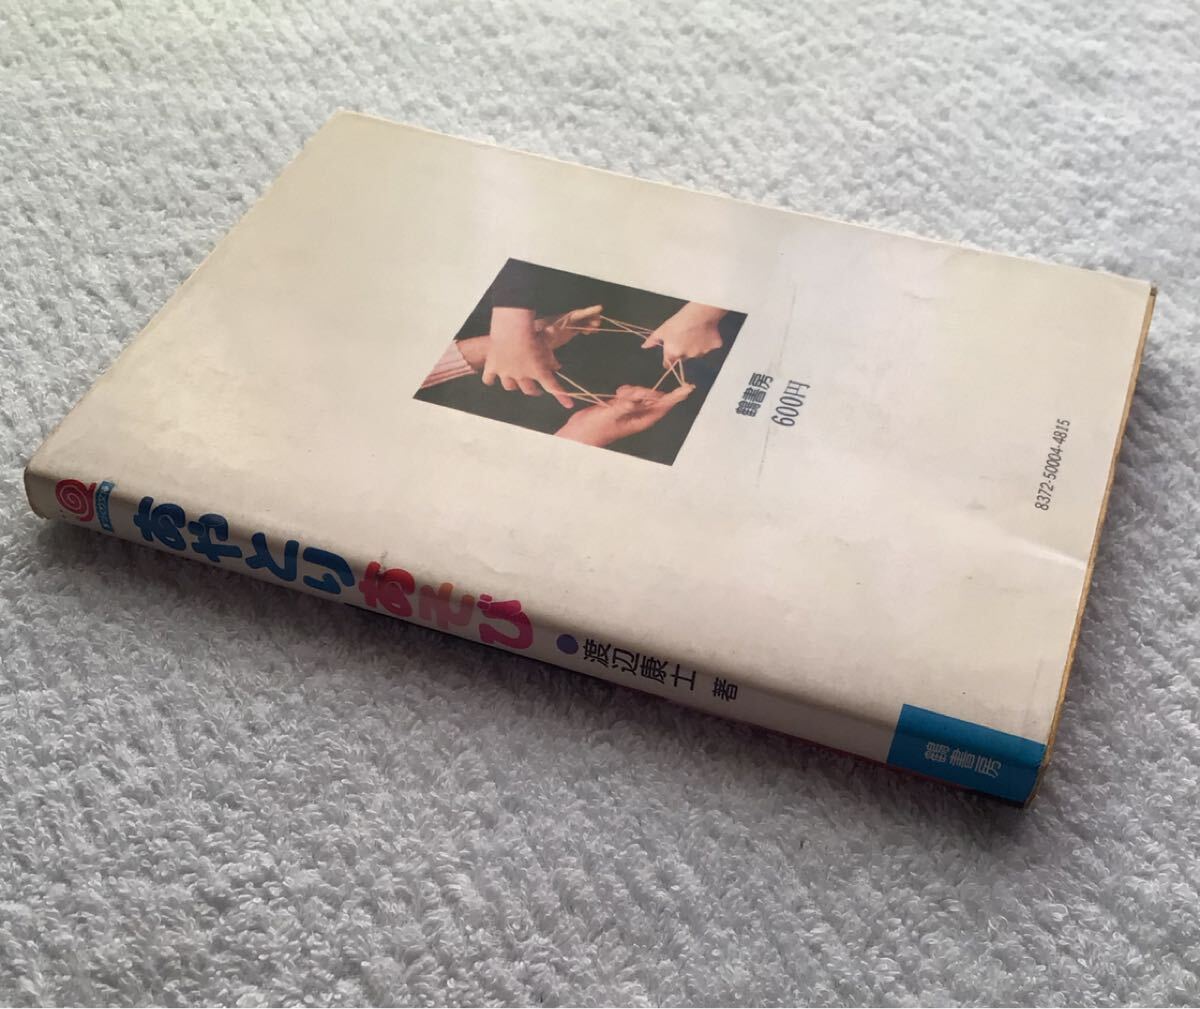 鶴書房
600円
8372-50004-4815
あやとりあそび
●渡辺康士 著
鶴書房